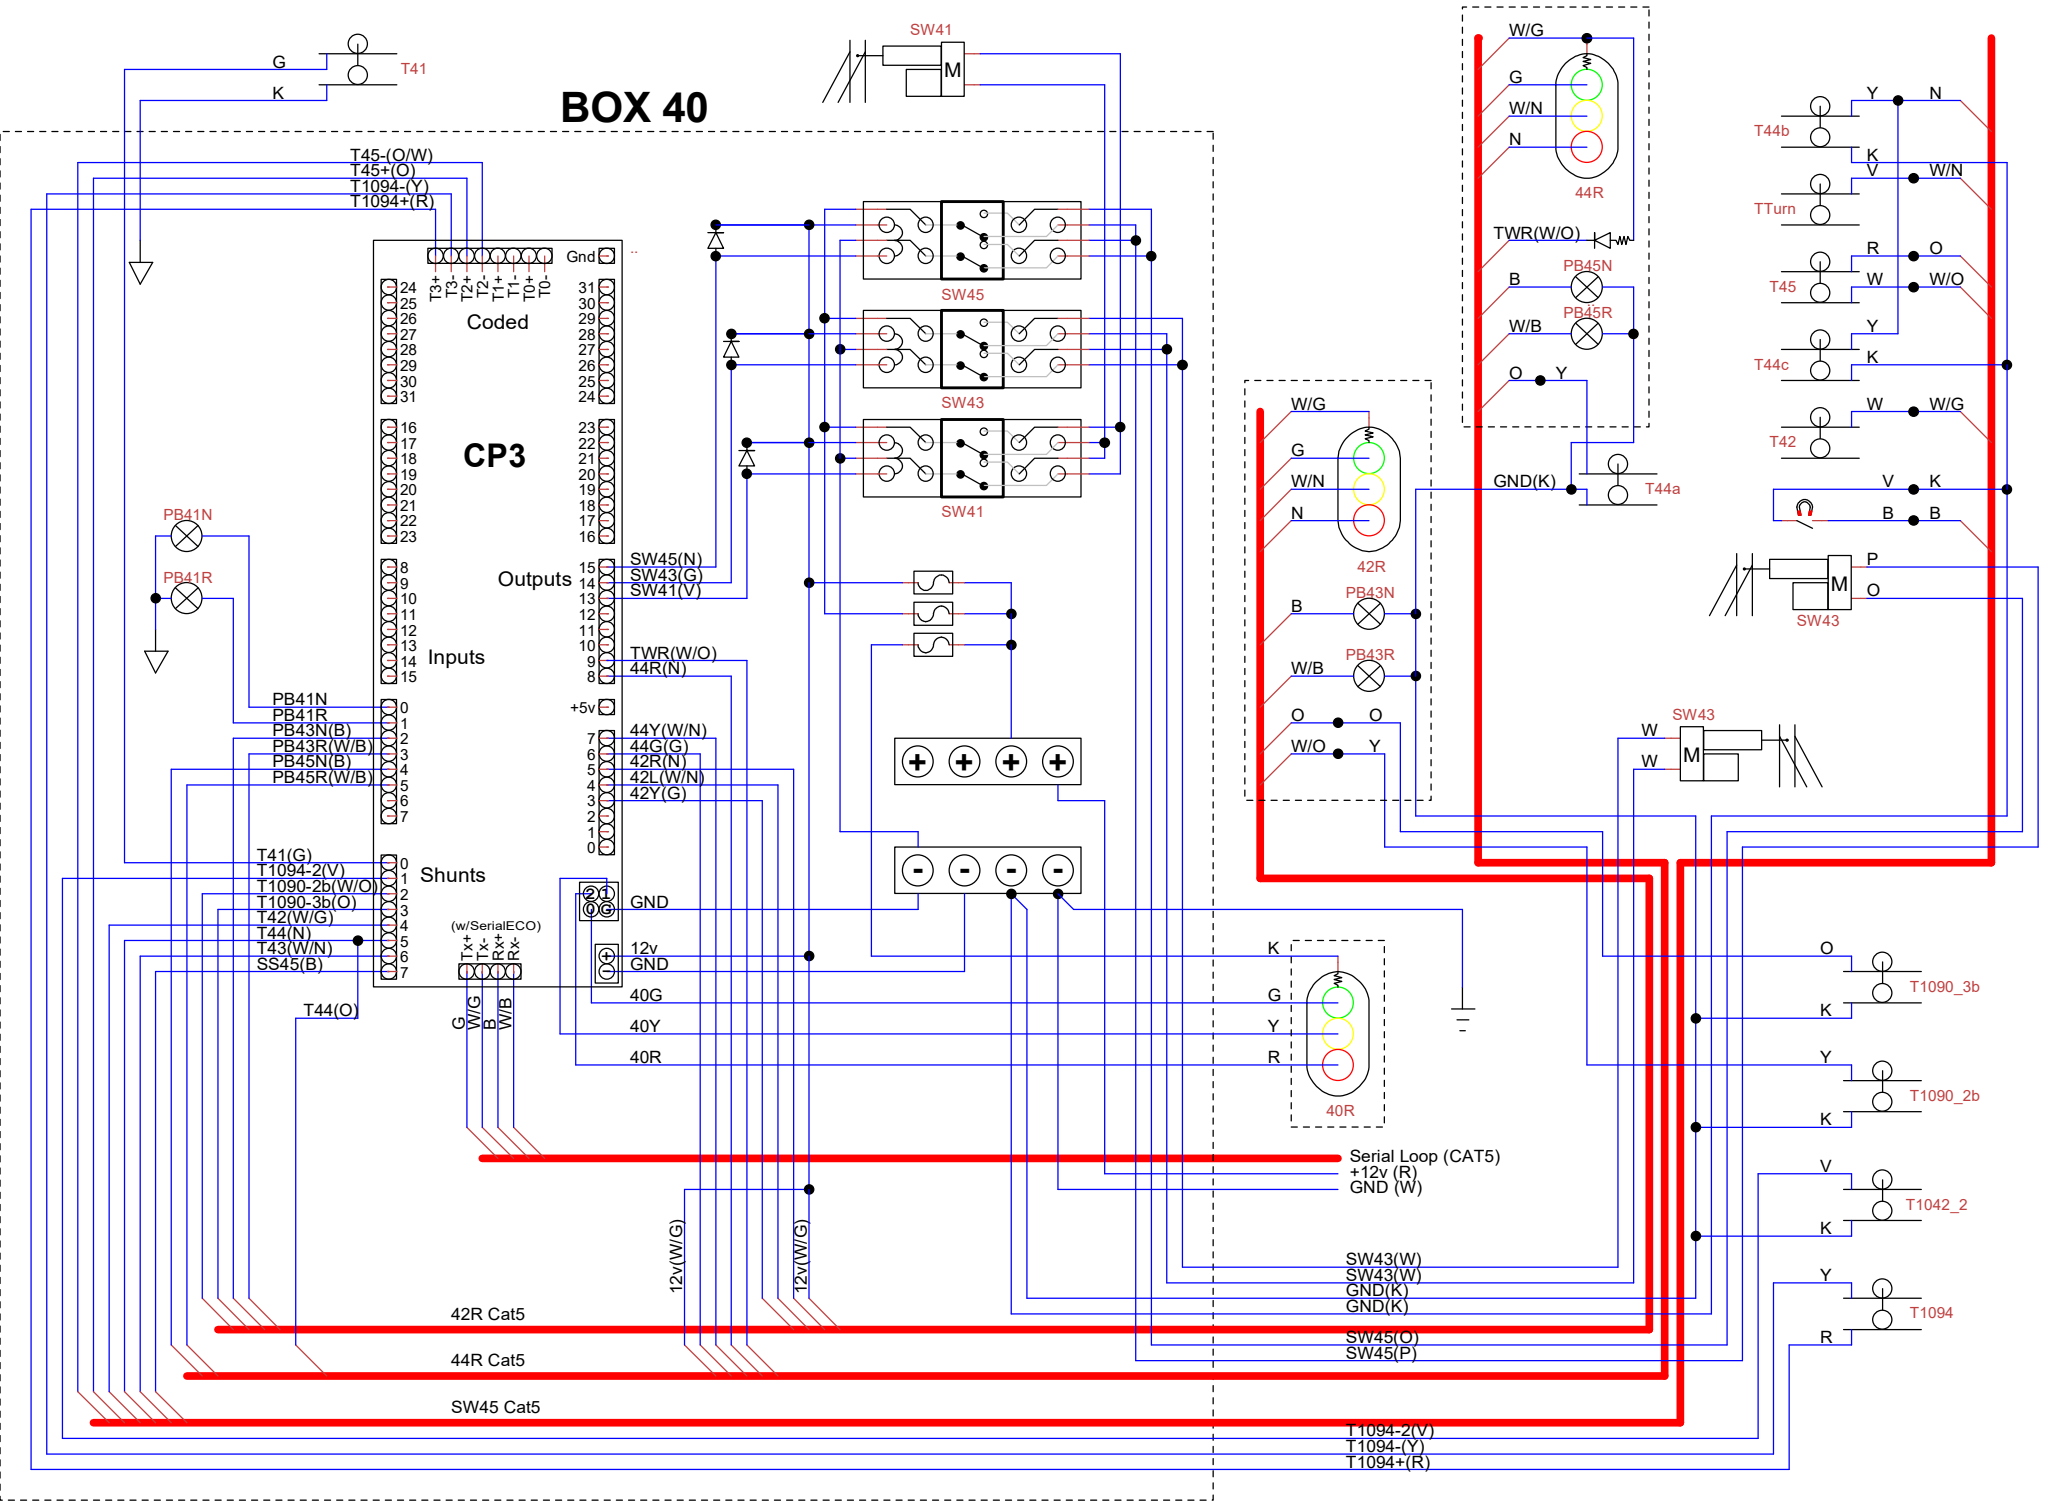 BOX 40
G
K
T41
SW41
M
T45-(O/W)
T45+(O)
T1094-(Y)
T1094+(R)
T3+
T3-
T2+
T2-
T1+
T1-
T0+
T0-
Gnd
..
Coded
CP3
24
25
26
27
28
29
30
31
31
30
29
28
27
26
25
24
16
17
18
19
20
21
22
23
23
22
21
20
19
18
17
16
8
9
10
11
12
13
14
15
Outputs
15
14
13
12
11
10
9
8
Inputs
+5v
0
1
2
3
4
5
6
7
7
6
5
4
3
2
1
0
0
1
2
3
4
5
6
7
Shunts
(w/SerialECO)
Tx+
Tx-
Rx+
Rx-
2
1
0
G
+
-
PB41N
PB41R
PB41N
PB41R
PB43N(B)
PB43R(W/B)
PB45N(B)
PB45R(W/B)
T41(G)
T1094-2(V)
T1090-2b(W/O)
T1090-3b(O)
T42(W/G)
T44(N)
T43(W/N)
SS45(B)
T44(O)
G
W/G
B
W/B
SW45(N)
SW43(G)
SW41(V)
TWR(W/O)
44R(N)
44Y(W/N)
44G(G)
42R(N)
42L(W/N)
42Y(G)
GND
12v
GND
40G
40Y
40R
SW45
SW43
SW41
+ + + +
- - - -
12v(W/G)
12v(W/G)
42R Cat5
44R Cat5
SW45 Cat5
Serial Loop (CAT5)
+12v (R)
GND (W)
SW43(W)
SW43(W)
GND(K)
GND(K)
SW45(O)
SW45(P)
T1094-2(V)
T1094-(Y)
T1094+(R)
K
G
Y
R
40R
W/G
G
W/N
N
42R
B
PB43N
W/B
PB43R
O
O
W/O
Y
W/G
G
W/N
N
44R
TWR(W/O)
PB45N
B
PB45R
W/B
O
Y
GND(K)
T44a
Y
N
T44b
K
V
W/N
TTurn
R
O
T45
W
W/O
Y
T44c
K
W
W/G
T42
V
K
B
B
P
M
O
SW43
SW43
W
M
W
O
T1090_3b
K
Y
T1090_2b
K
V
T1042_2
K
Y
T1094
R